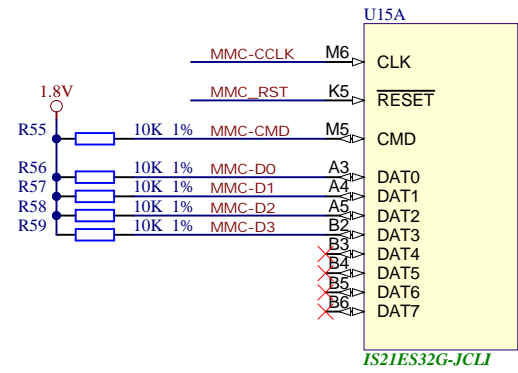 U15A
MMC-CCLK M6 CLK
MMC_RST K5 RESET
1.8V
R55 10K 1% MMC-CMD M5 CMD
R56 10K 1% MMC-D0 A3 DAT0
R57 10K 1% MMC-D1 A4 DAT1
R58 10K 1% MMC-D2 A5 DAT2
R59 10K 1% MMC-D3 B2 DAT3
B3 DAT4
B4 DAT5
B5 DAT6
B6 DAT7
IS21ES32G-JCLI